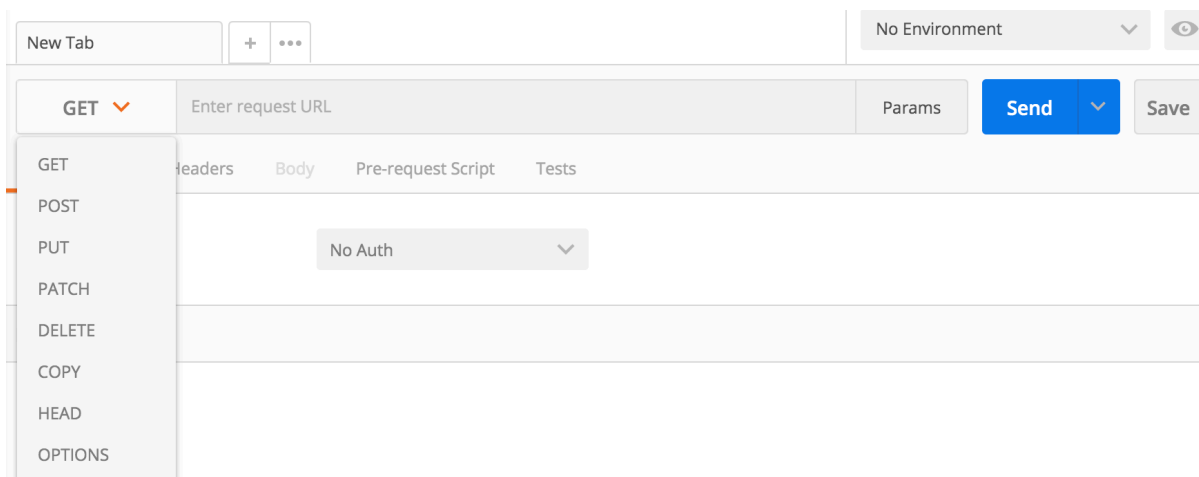 New Tab
No Environment
GET
Enter request URL
Params
Send
Save
GET
Headers
Body
Pre-request Script
Tests
POST
PUT
No Auth
PATCH
DELETE
COPY
HEAD
OPTIONS